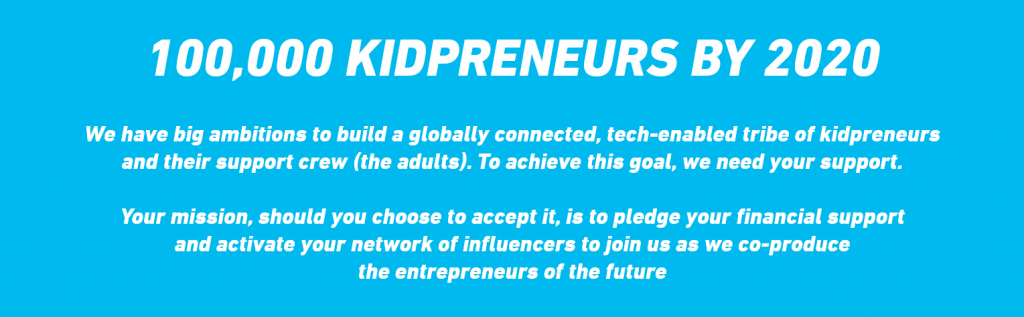 100,000 KIDPRENEURS BY 2020
We have big ambitions to build a globally connected, tech-enabled tribe of kidpreneurs
and their support crew (the adults). To achieve this goal, we need your support.
Your mission, should you choose to accept it, is to pledge your financial support
and activate your network of influencers to join us as we co-produce
the entrepreneurs of the future